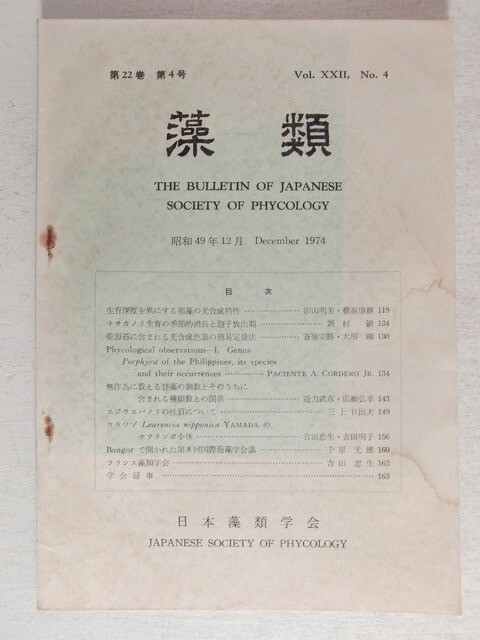 第22巻 第4号 Vol. XXII, No. 4
藻類
THE BULLETIN OF JAPANESE
SOCIETY OF PHYCOLOGY
昭和49年12月 December 1974
目次
生育深度を異にする褐藻の光合成特性 ………… 影山明美・横浜康継 119
トサカノリ生育の季節的消長と胞子放出期 ………… 新村 巌 124
乾海苔に含まれる光合成色素の簡易定量法 ………… 斎藤宗勝・大房 剛 130
Phycological observations—I. Genus
Porphyra of the Philippines, its species
and their occurrences ………… PACIENTE A. CORDERO JR. 134
無作為に数える珪藻の個数とそのうちに
含まれる種類数との関係 ………… 造力武彦・広瀬弘幸 143
スジウスバノリの性質について ………… 三上日出夫 149
ウラソゾ Laurencia nipponica YAMADA の
サクランボ小体 ………… 吉田忠生・吉田明子 156
Bangor で開かれた第8回国際海藻学会議 ………… 千原光雄 160
フランス藻類学会 ………… 吉田忠生 162
学会録事 ………… 163
日本藻類学会
JAPANESE SOCIETY OF PHYCOLOGY